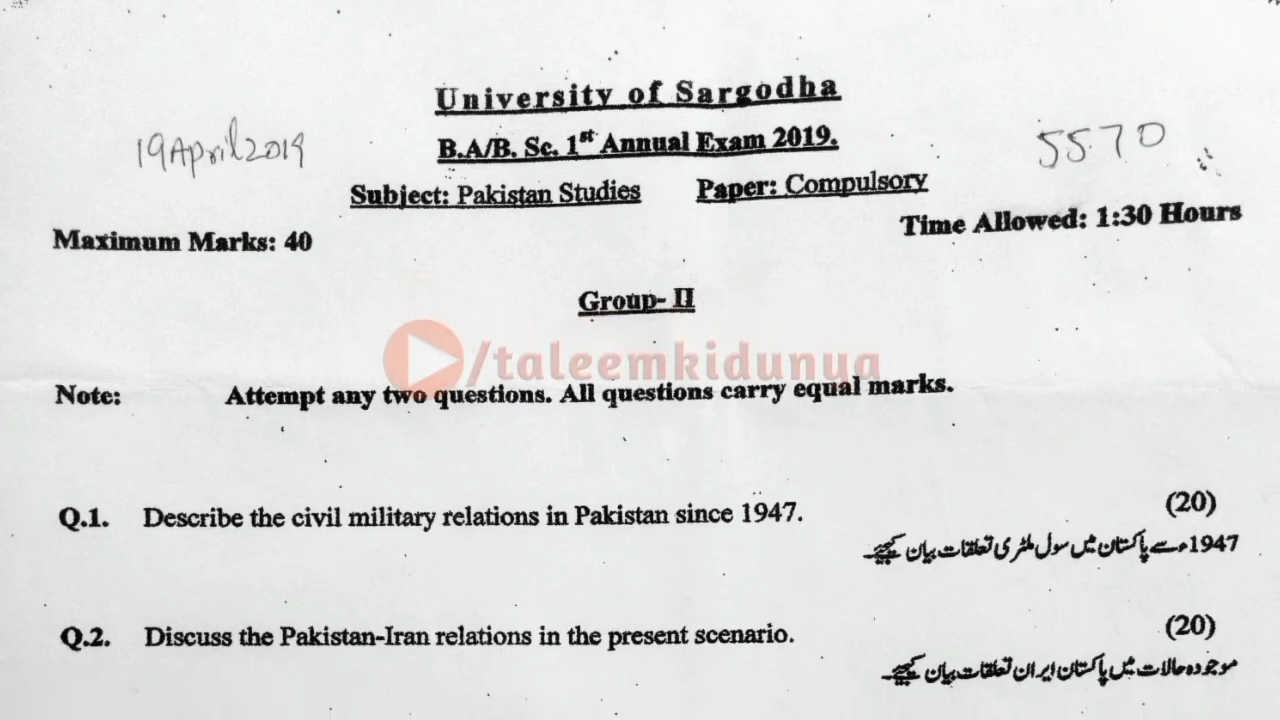 University of Sargodha
19 April 2019
B.A/B. Sc. 1st Annual Exam 2019.
5570
Subject: Pakistan Studies Paper: Compulsory
Maximum Marks: 40
Time Allowed: 1:30 Hours
Group- II
/taleemkidunya
Note: Attempt any two questions. All questions carry equal marks.
Q.1. Describe the civil military relations in Pakistan since 1947. (20)
1947ء سے پاکستان میں سول ملٹری تعلقات بیان کیجیے۔
Q.2. Discuss the Pakistan-Iran relations in the present scenario. (20)
موجودہ حالات میں پاکستان ایران تعلقات بیان کیجیے۔